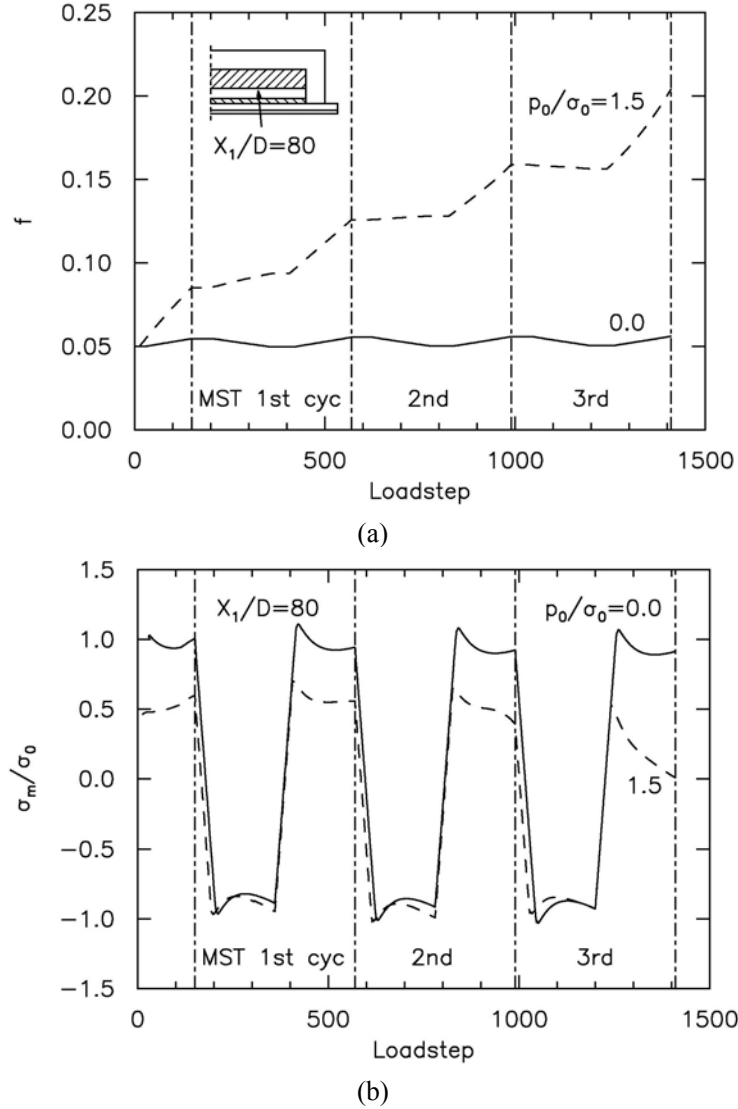 0.25
0.20
0.15
0.10
0.05
0.00
f
p₀/σ₀=1.5
X₁/D=80
0.0
MST 1st cyc 2nd 3rd
0 500 1000 1500
Loadstep
(a)
1.5
1.0
0.5
0.0
−0.5
−1.0
−1.5
σₘ/σ₀
X₁/D=80 p₀/σ₀=0.0
1.5
MST 1st cyc 2nd 3rd
0 500 1000 1500
Loadstep
(b)